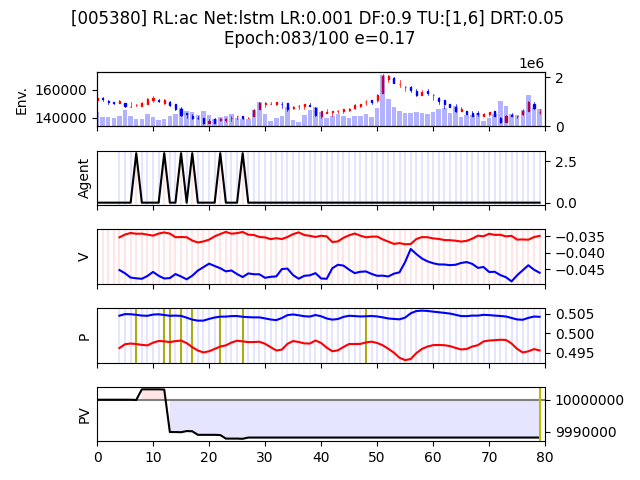 [005380] RL:ac Net:lstm LR:0.001 DF:0.9 TU:[1,6] DRT:0.05
Epoch:083/100 e=0.17
1e6
Env.
160000
140000
2
0
Agent
2.5
0.0
V
−0.035
−0.040
−0.045
P
0.505
0.500
0.495
PV
10000000
9990000
0 10 20 30 40 50 60 70 80